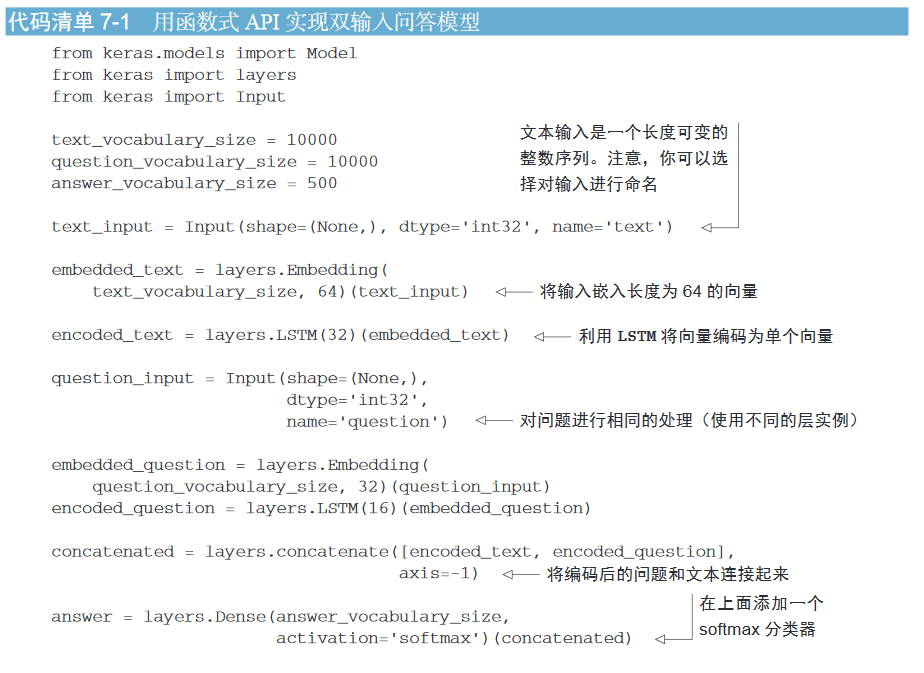 代码清单 7-1 用函数式 API 实现双输入问答模型
from keras.models import Model
from keras import layers
from keras import Input
text_vocabulary_size = 10000
question_vocabulary_size = 10000
answer_vocabulary_size = 500
文本输入是一个长度可变的
整数序列。注意，你可以选
择对输入进行命名
text_input = Input(shape=(None,), dtype='int32', name='text')
embedded_text = layers.Embedding(
text_vocabulary_size, 64)(text_input)
将输入嵌入长度为 64 的向量
encoded_text = layers.LSTM(32)(embedded_text)
利用 LSTM 将向量编码为单个向量
question_input = Input(shape=(None,),
dtype='int32',
name='question')
对问题进行相同的处理（使用不同的层实例）
embedded_question = layers.Embedding(
question_vocabulary_size, 32)(question_input)
encoded_question = layers.LSTM(16)(embedded_question)
concatenated = layers.concatenate([encoded_text, encoded_question],
axis=-1)
将编码后的问题和文本连接起来
answer = layers.Dense(answer_vocabulary_size,
activation='softmax')(concatenated)
在上面添加一个
softmax 分类器